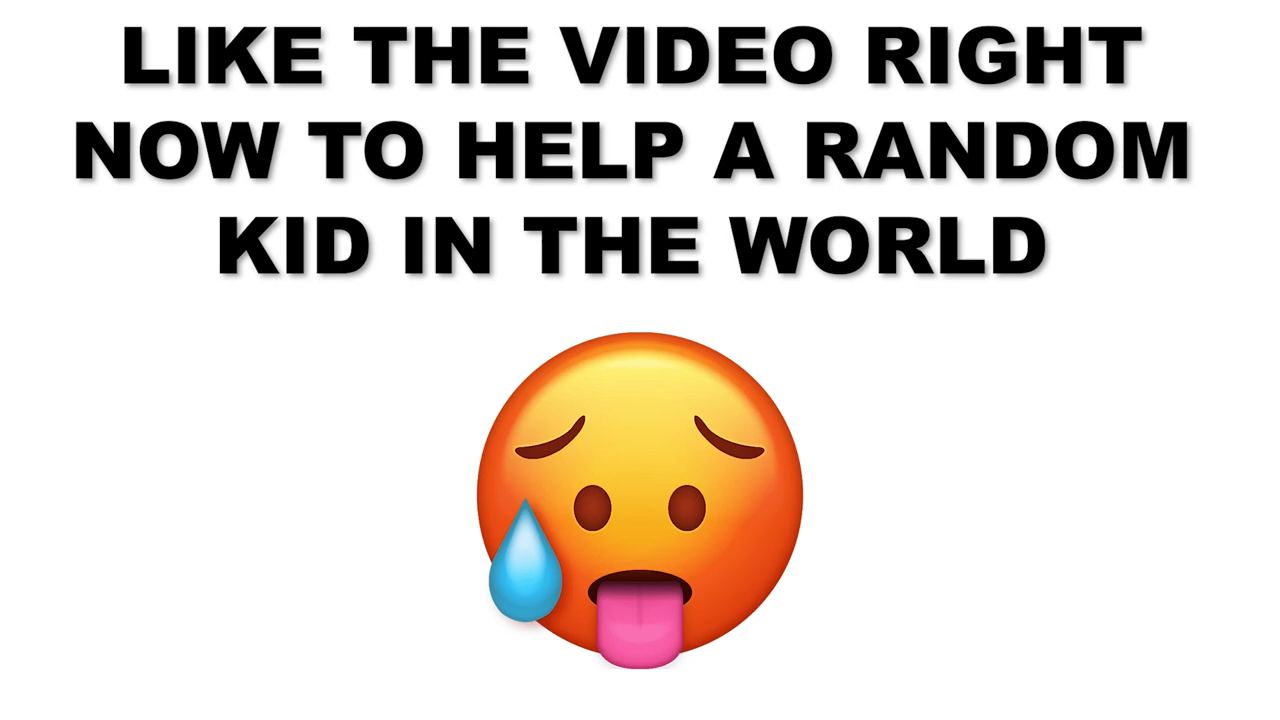 LIKE THE VIDEO RIGHT
NOW TO HELP A RANDOM
KID IN THE WORLD